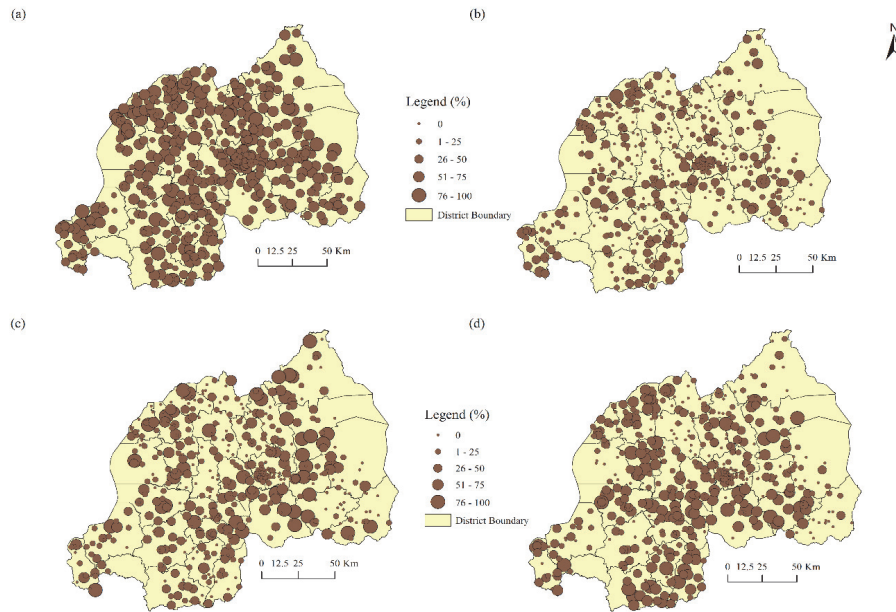 (a)
(b)
N
Legend (%)
0
1 - 25
26 - 50
51 - 75
76 - 100
District Boundary
0 12.5 25 50 Km
0 12.5 25 50 Km
(c)
(d)
Legend (%)
0
1 - 25
26 - 50
51 - 75
76 - 100
District Boundary
0 12.5 25 50 Km
0 12.5 25 50 Km